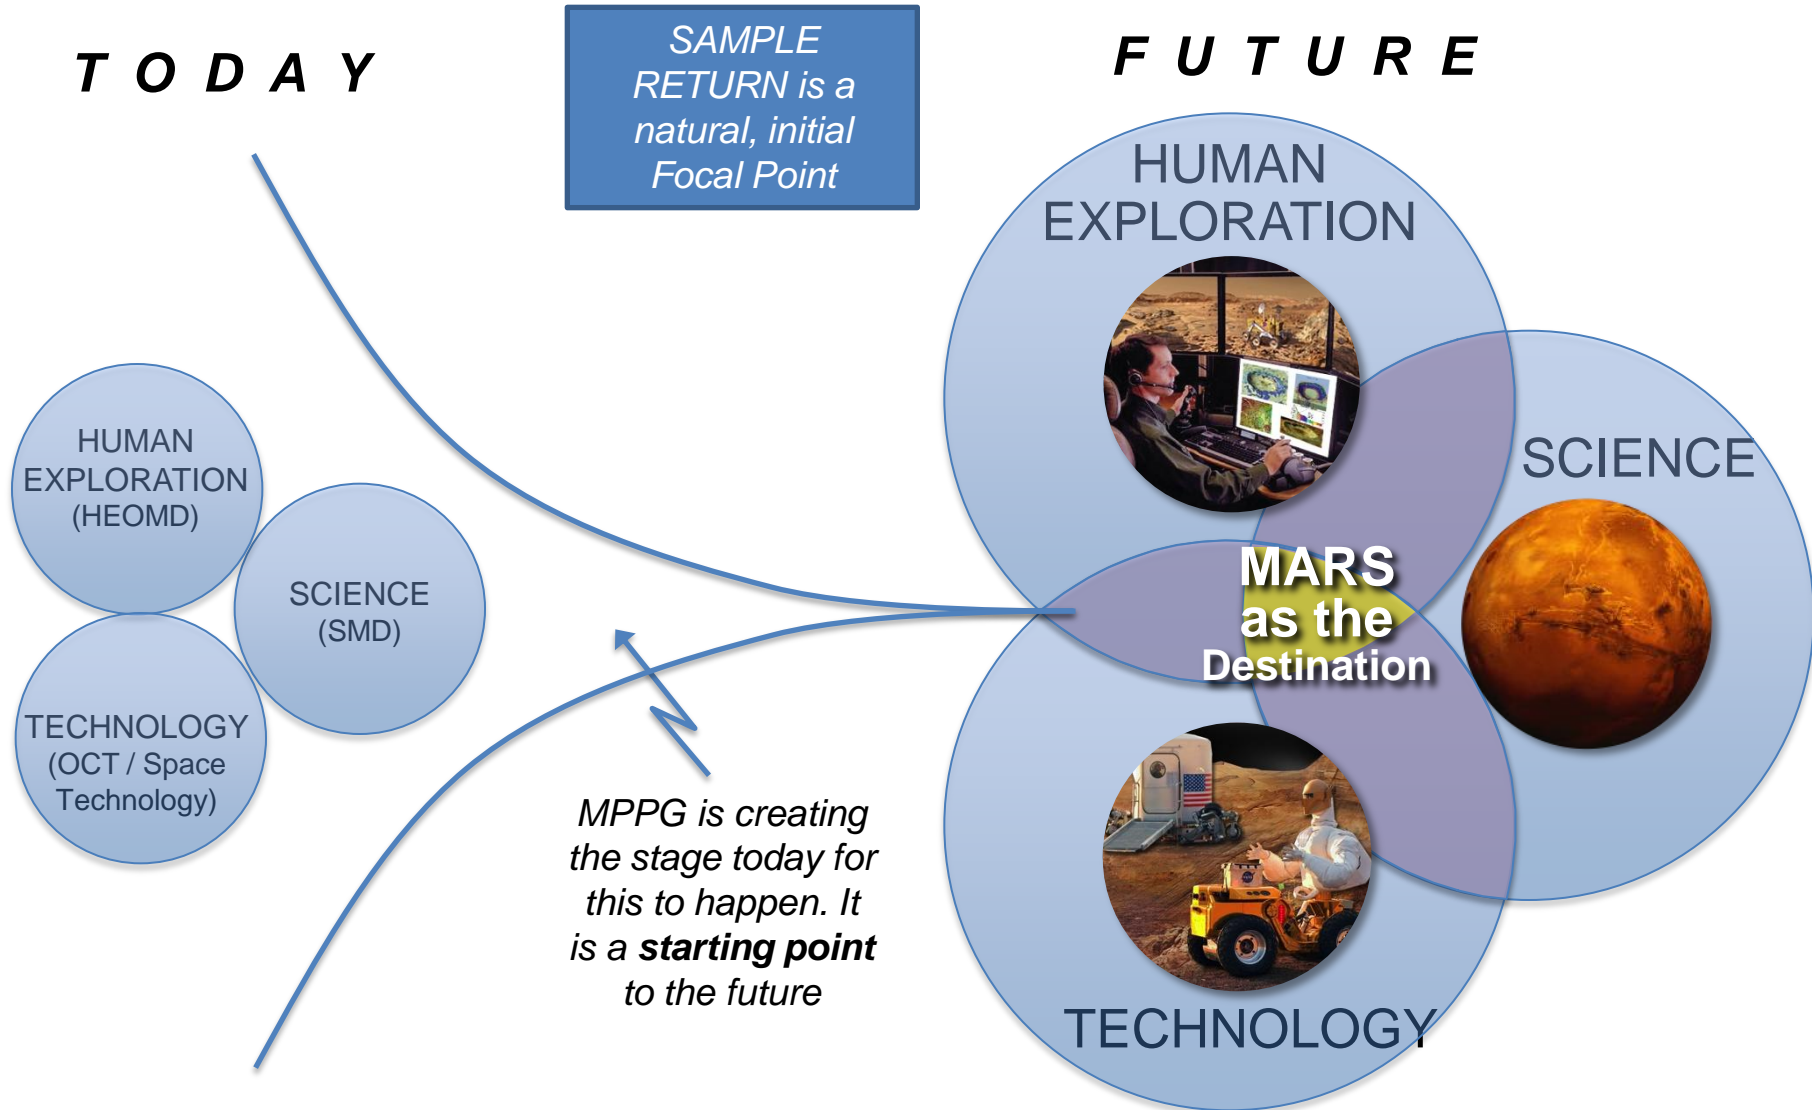 T O D A Y
SAMPLE
RETURN is a
natural, initial
Focal Point
F U T U R E
HUMAN
EXPLORATION
(HEOMD)
SCIENCE
(SMD)
TECHNOLOGY
(OCT / Space
Technology)
MPPG is creating
the stage today for
this to happen. It
is a starting point
to the future
HUMAN
EXPLORATION
SCIENCE
MARS
as the
Destination
TECHNOLOGY